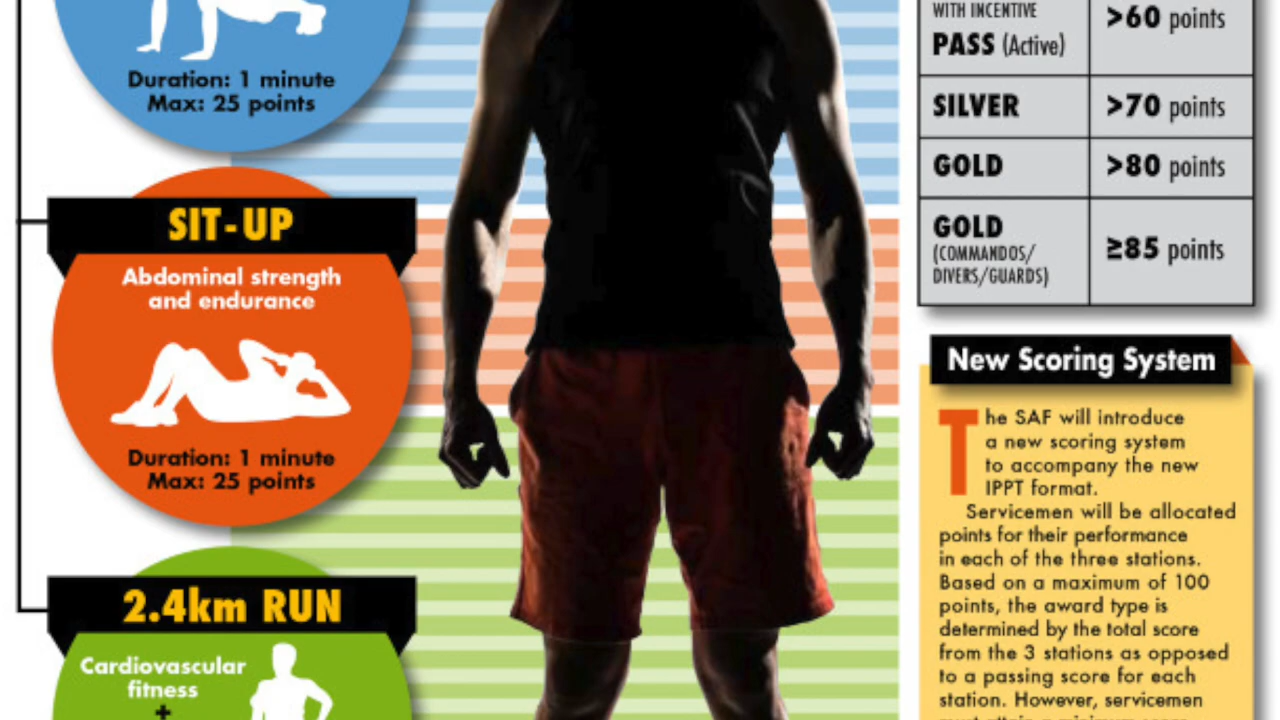 Duration: 1 minute
Max: 25 points
SIT-UP
Abdominal strength
and endurance
Duration: 1 minute
Max: 25 points
2.4km RUN
Cardiovascular
fitness
+
WITH INCENTIVE
PASS (Active)
>60 points
SILVER
>70 points
GOLD
>80 points
GOLD
(COMMANDOS/
DIVERS/GUARDS)
≥85 points
New Scoring System
The SAF will introduce
a new scoring system
to accompany the new
IPPT format.
Servicemen will be allocated
points for their performance
in each of the three stations.
Based on a maximum of 100
points, the award type is
determined by the total score
from the 3 stations as opposed
to a passing score for each
station. However, servicemen